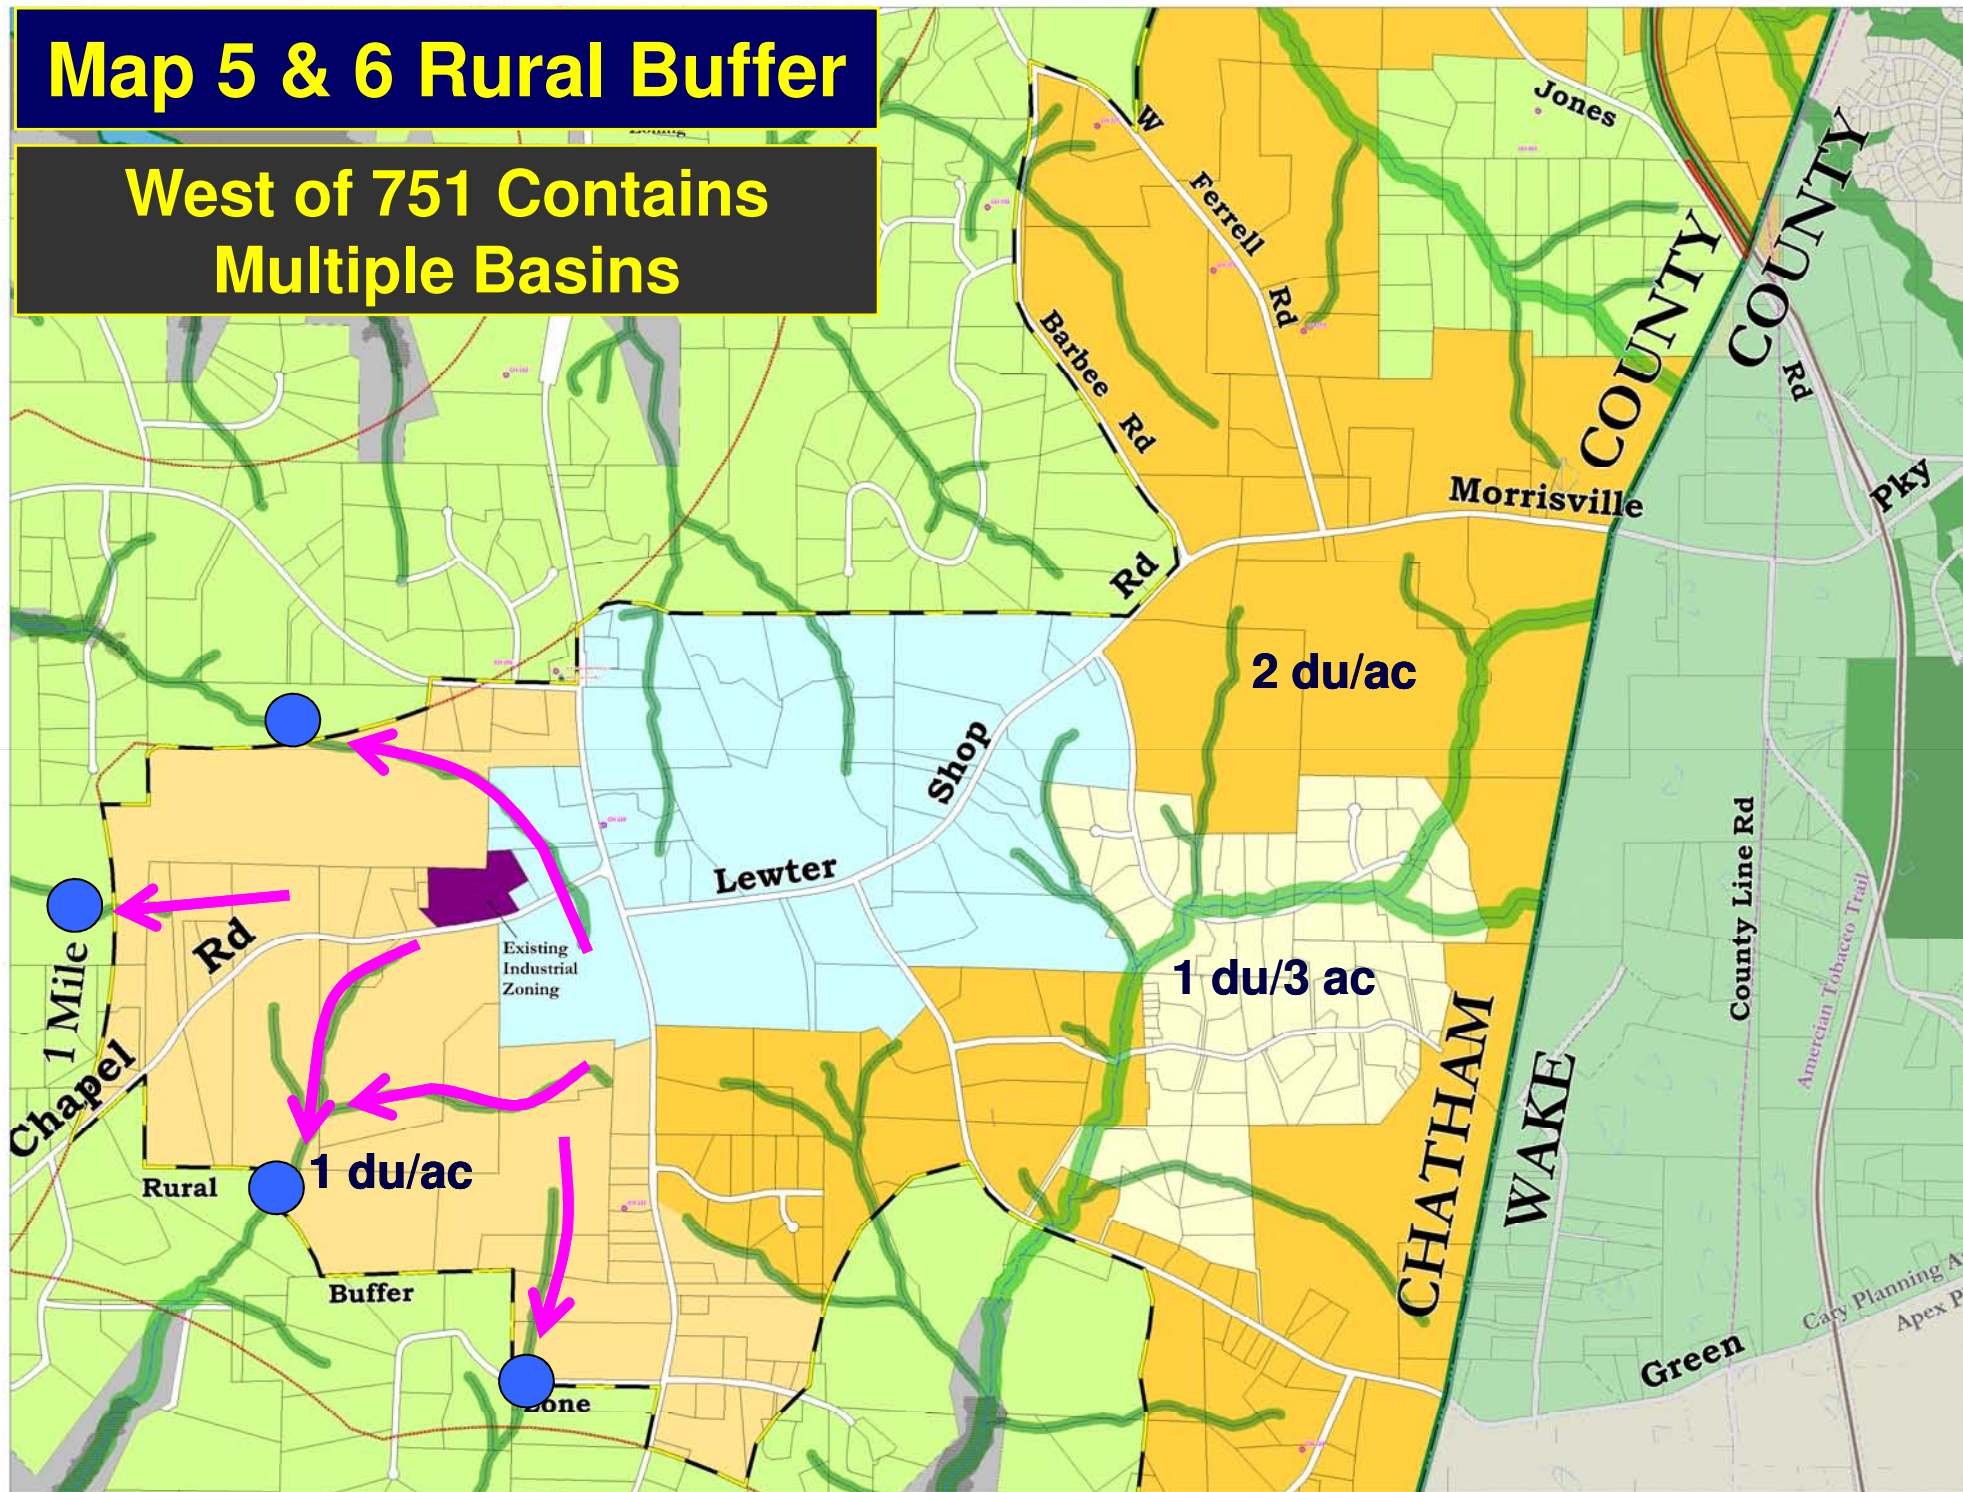 Map 5 & 6 Rural Buffer
West of 751 Contains
Multiple Basins
Zoning
Jones
W
Ferrell
Rd
COUNTY
COUNTY
Rd
Barbee
Rd
Morrisville
Pky
Rd
2 du/ac
Shop
Lewter
County Line Rd
Amercian Tobacco Trail
Rd
Existing
Industrial
Zoning
1 Mile
1 du/3 ac
Chapel
CHATHAM
WAKE
1 du/ac
Rural
Buffer
Zone
Cary Planning
Apex
Green